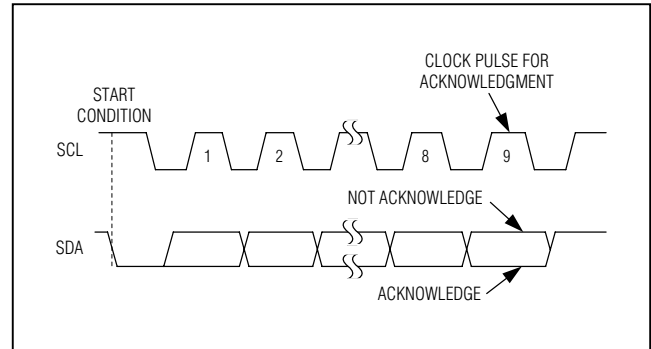 CLOCK PULSE FOR
ACKNOWLEDGMENT
START
CONDITION
SCL
1 2 8 9
NOT ACKNOWLEDGE
SDA
ACKNOWLEDGE